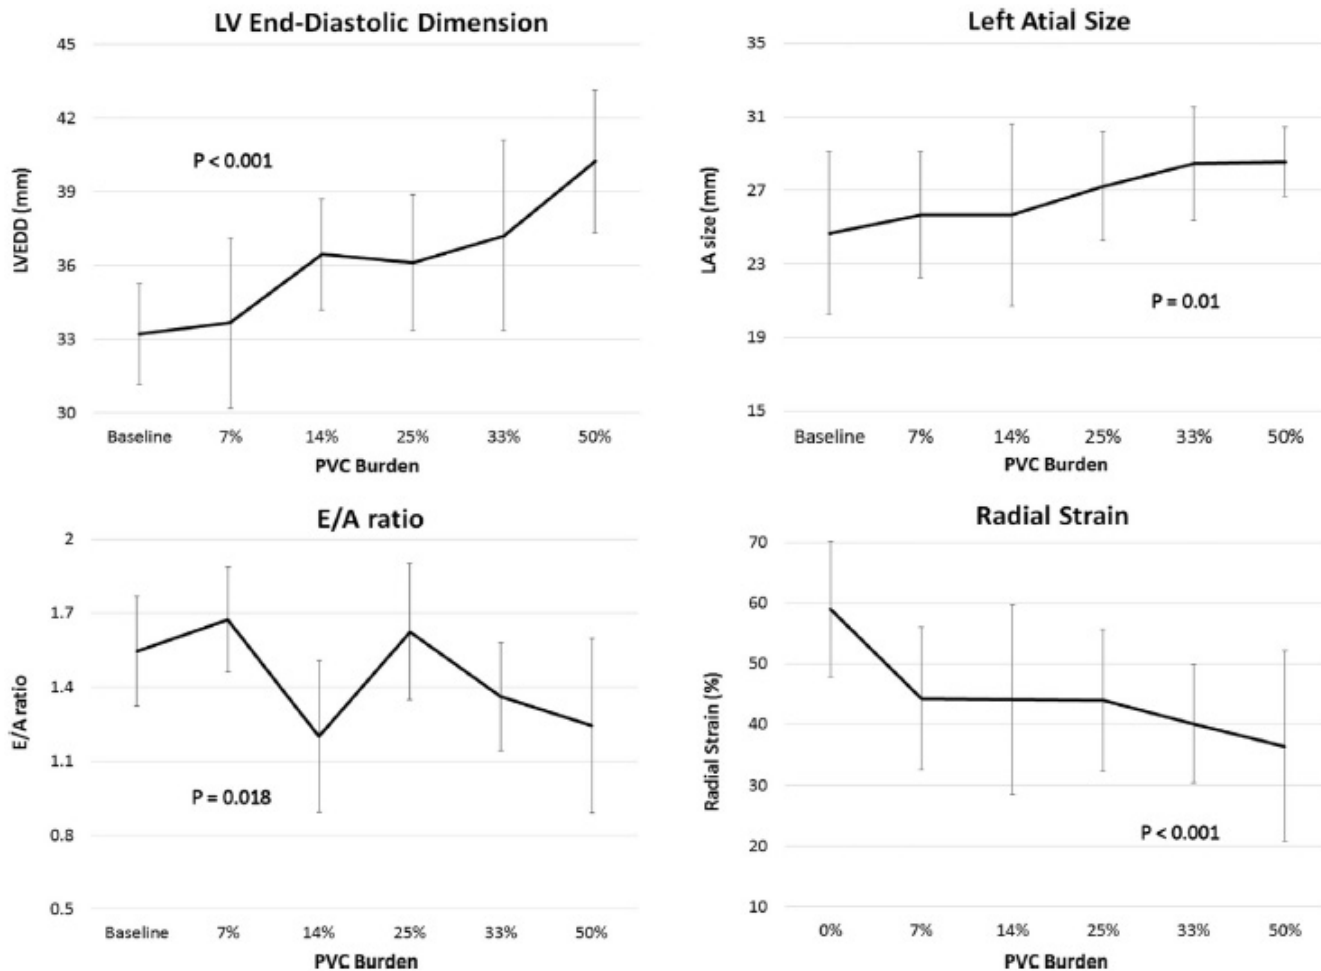 LV End-Diastolic Dimension
45
42
39
36
33
30
LVEDD (mm)
P < 0.001
Baseline 7% 14% 25% 33% 50%
PVC Burden
Left Atial Size
35
31
27
23
19
15
LA size (mm)
P = 0.01
Baseline 7% 14% 25% 33% 50%
PVC Burden
E/A ratio
2
1.7
1.4
1.1
0.8
0.5
E/A ratio
P = 0.018
Baseline 7% 14% 25% 33% 50%
PVC Burden
Radial Strain
70
60
50
40
30
20
10
Radial Strain (%)
P < 0.001
0% 7% 14% 25% 33% 50%
PVC Burden